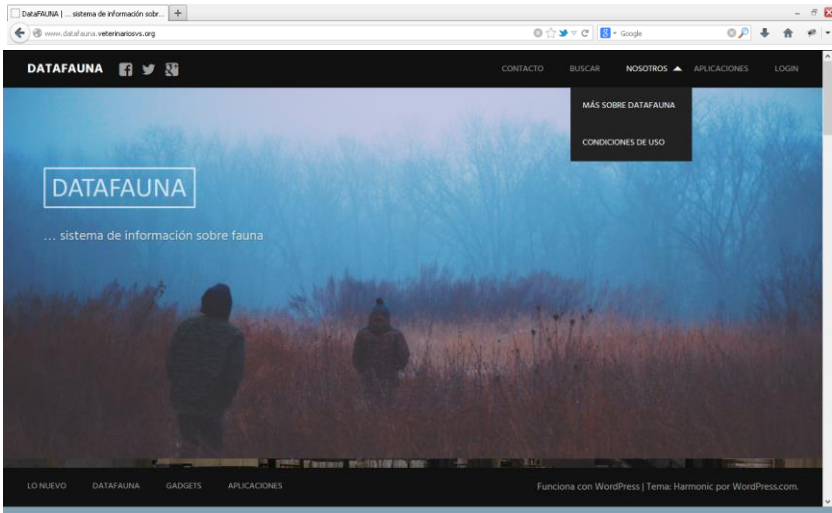 DataFAUNA | ... sistema de información sobr...
www.datafauna.veterinariosvs.org
Google
DATAFAUNA
CONTACTO BUSCAR NOSOTROS APLICACIONES LOGIN
MÁS SOBRE DATAFAUNA
CONDICIONES DE USO
DATAFAUNA
... sistema de información sobre fauna
LO NUEVO DATAFAUNA GADGETS APLICACIONES Funciona con WordPress | Tema: Harmonic por WordPress.com.